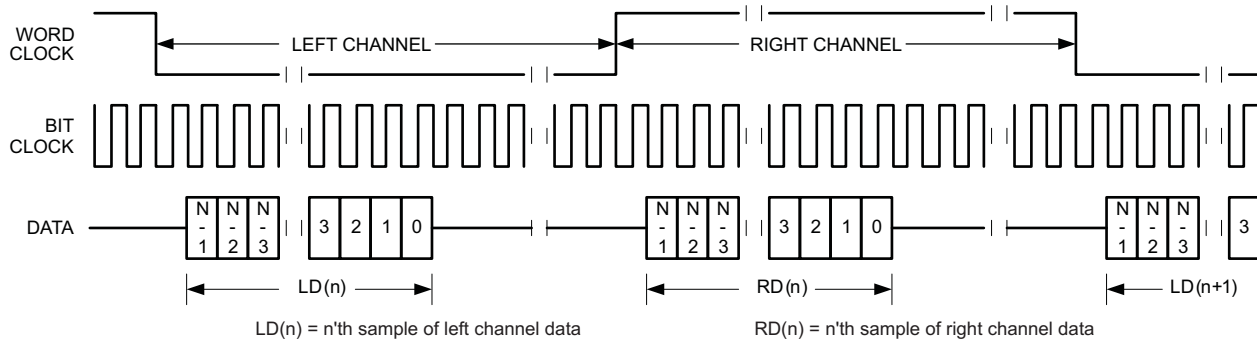 WORD
CLOCK
LEFT CHANNEL
RIGHT CHANNEL
BIT
CLOCK
DATA
N-1 N-2 N-3 3 2 1 0
N-1 N-2 N-3 3 2 1 0
N-1 N-2 N-3 3
LD(n)
RD(n)
LD(n+1)
LD(n) = n'th sample of left channel data
RD(n) = n'th sample of right channel data